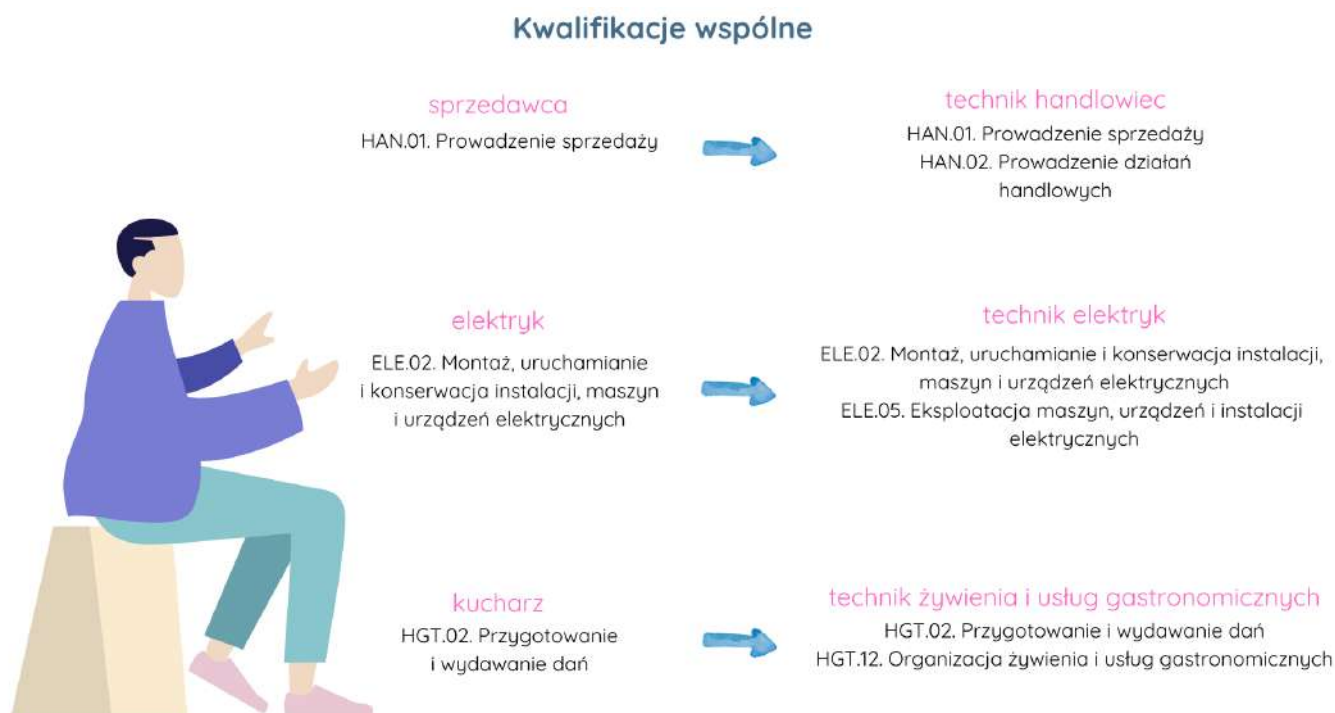 Kwalifikacje wspólne
sprzedawca
HAN.01. Prowadzenie sprzedaży
technik handlowiec
HAN.01. Prowadzenie sprzedaży
HAN.02. Prowadzenie działań
handlowych
elektryk
ELE.02. Montaż, uruchamianie
i konserwacja instalacji, maszyn
i urządzeń elektrycznych
technik elektryk
ELE.02. Montaż, uruchamianie i konserwacja instalacji,
maszyn i urządzeń elektrycznych
ELE.05. Eksploatacja maszyn, urządzeń i instalacji
elektrycznych
kucharz
HGT.02. Przygotowanie
i wydawanie dań
technik żywienia i usług gastronomicznych
HGT.02. Przygotowanie i wydawanie dań
HGT.12. Organizacja żywienia i usług gastronomicznych